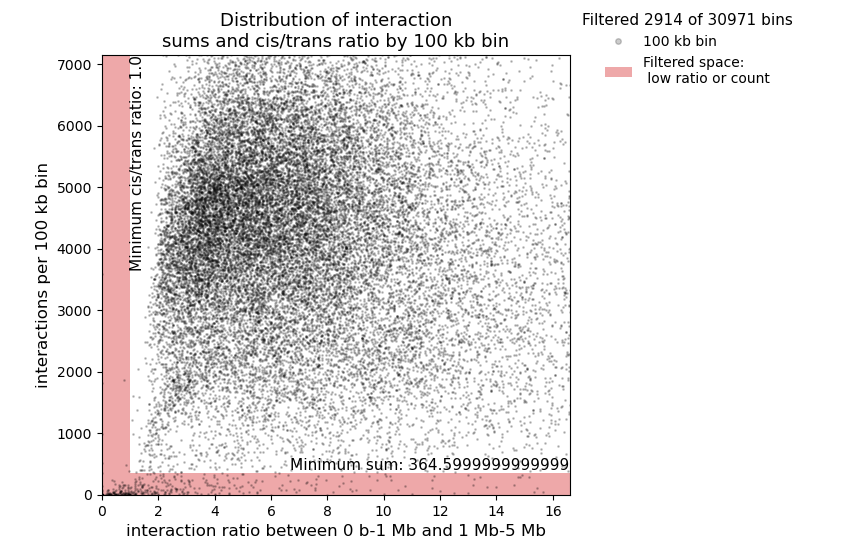 Distribution of interaction
sums and cis/trans ratio by 100 kb bin
Filtered 2914 of 30971 bins
100 kb bin
Filtered space:
low ratio or count
interactions per 100 kb bin
7000
6000
5000
4000
3000
2000
1000
0
Minimum cis/trans ratio: 1.0
Minimum sum: 364.5999999999999
0 2 4 6 8 10 12 14 16
interaction ratio between 0 b-1 Mb and 1 Mb-5 Mb